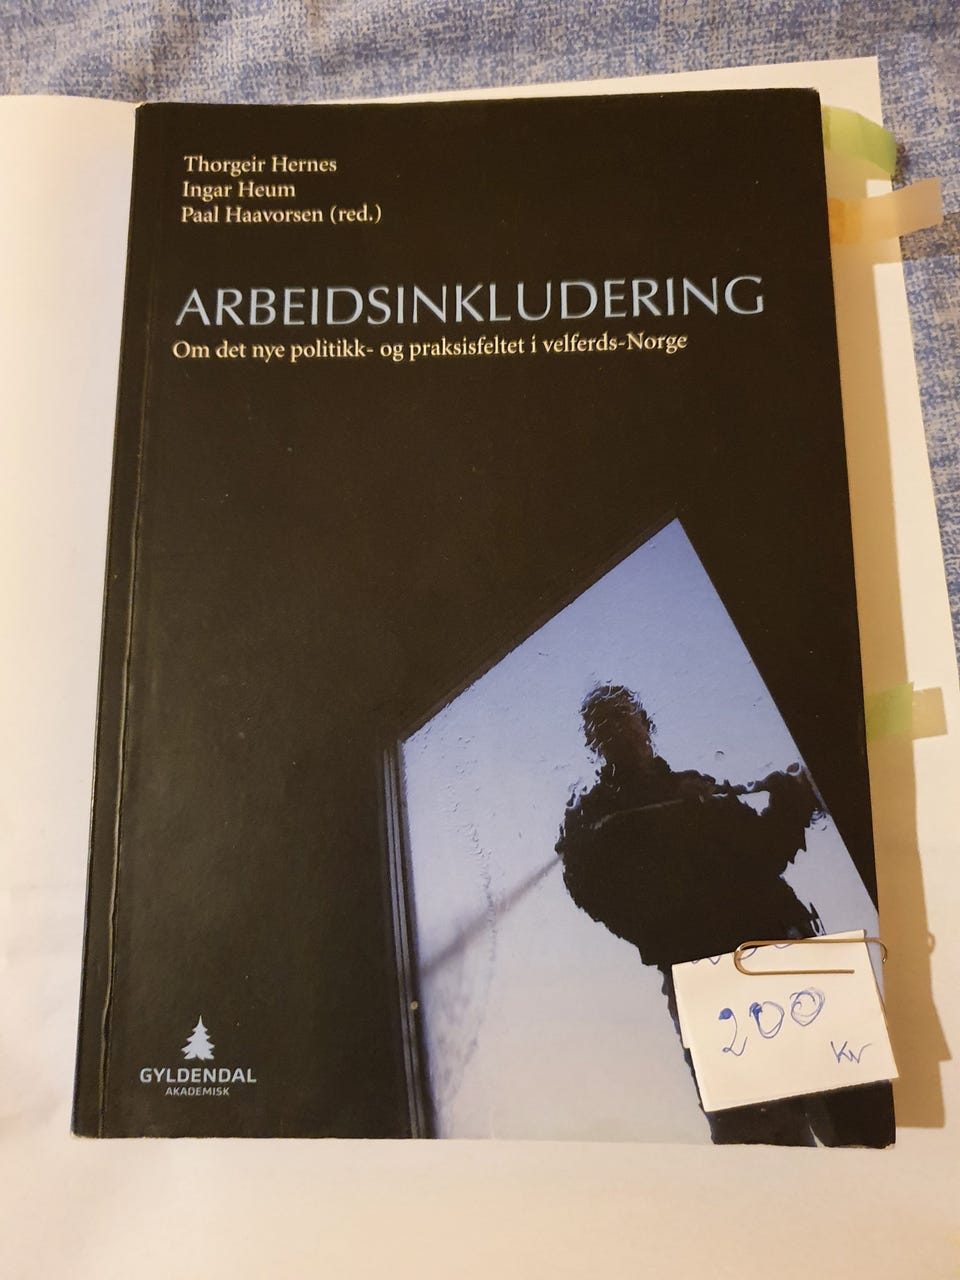 Thorgeir Hernes
Ingar Heum
Paal Haavorsen (red.)
ARBEIDSINKLUDERING
Om det nye politikk- og praksisfeltet i velferds-Norge
GYLDENDAL
AKADEMISK
200
Kr